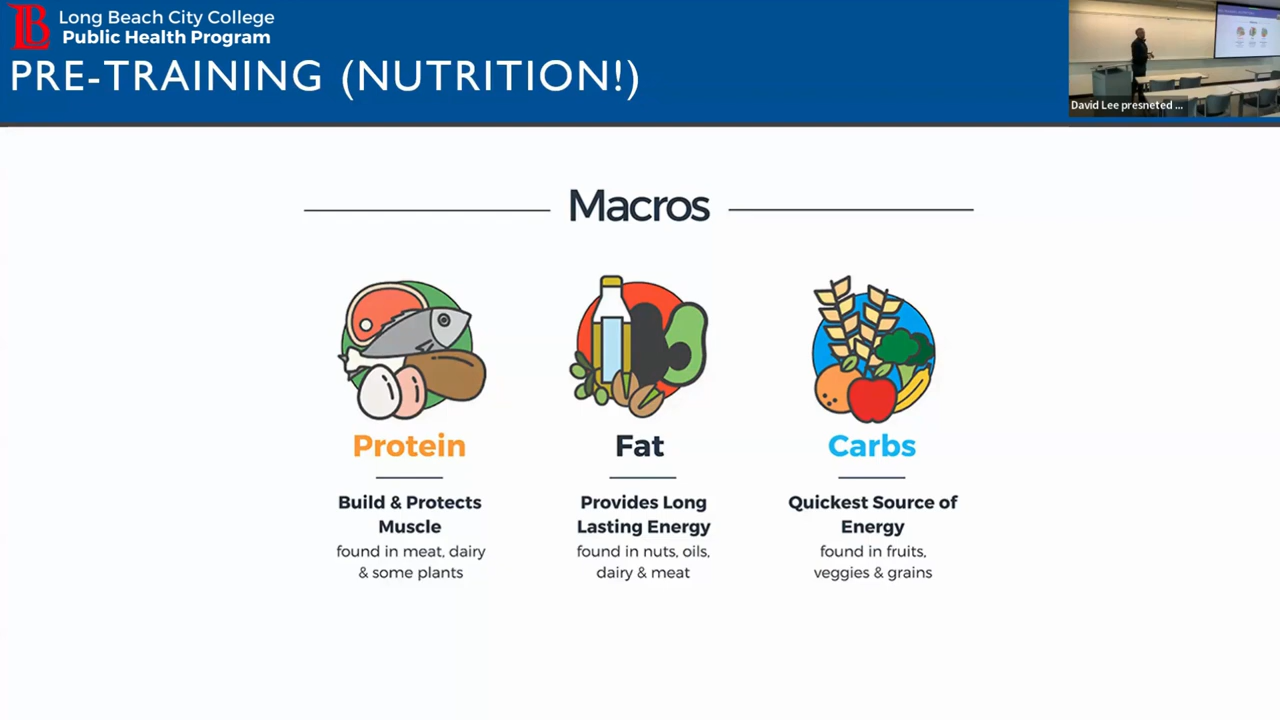 Long Beach City College
Public Health Program
PRE-TRAINING (NUTRITION!)
David Lee presneted ...
Macros
Protein
Build & Protects
Muscle
found in meat, dairy
& some plants
Fat
Provides Long
Lasting Energy
found in nuts, oils,
dairy & meat
Carbs
Quickest Source of
Energy
found in fruits,
veggies & grains